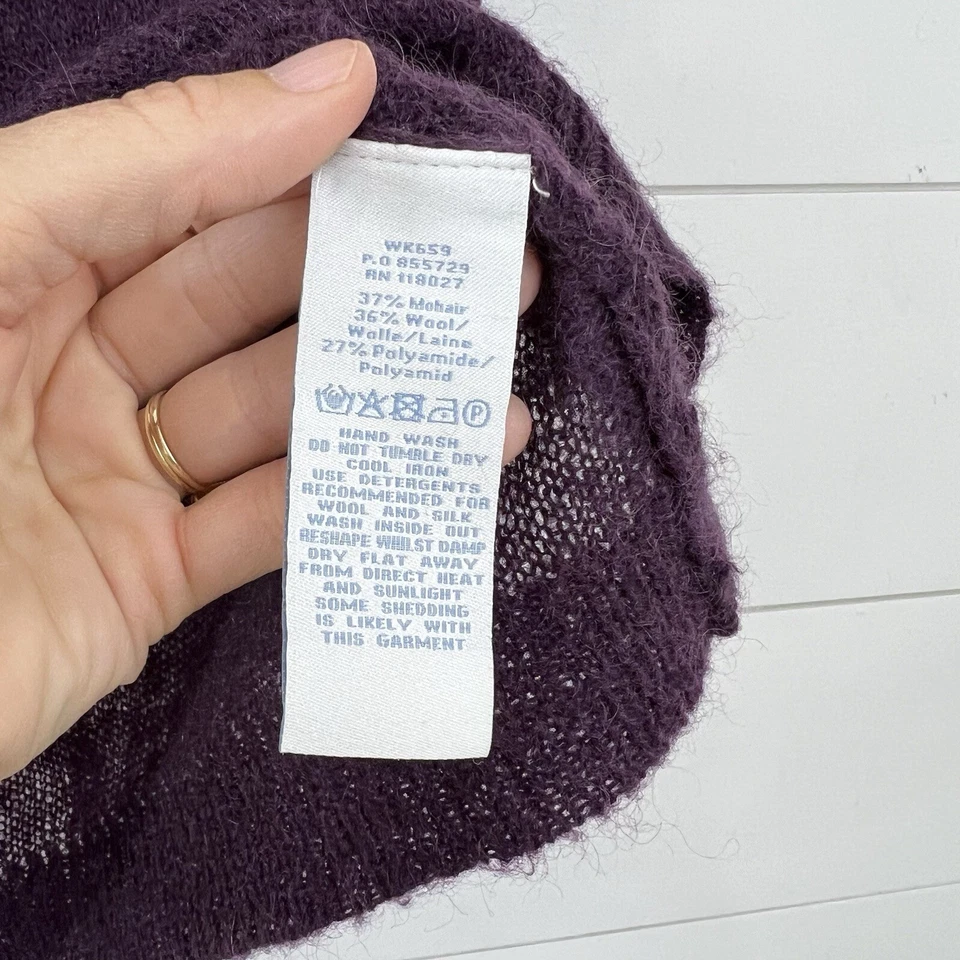 WK659
P.O 855729
RN 118027
37% Mohair
36% Wool/
Wolle/Laine
27% Polyamide/
Polyamid
P
HAND WASH
DO NOT TUMBLE DRY
COOL IRON
USE DETERGENTS
RECOMMENDED FOR
WOOL AND SILK
WASH INSIDE OUT
RESHAPE WHILST DAMP
DRY FLAT AWAY
FROM DIRECT HEAT
AND SUNLIGHT
SOME SHEDDING
IS LIKELY WITH
THIS GARMENT